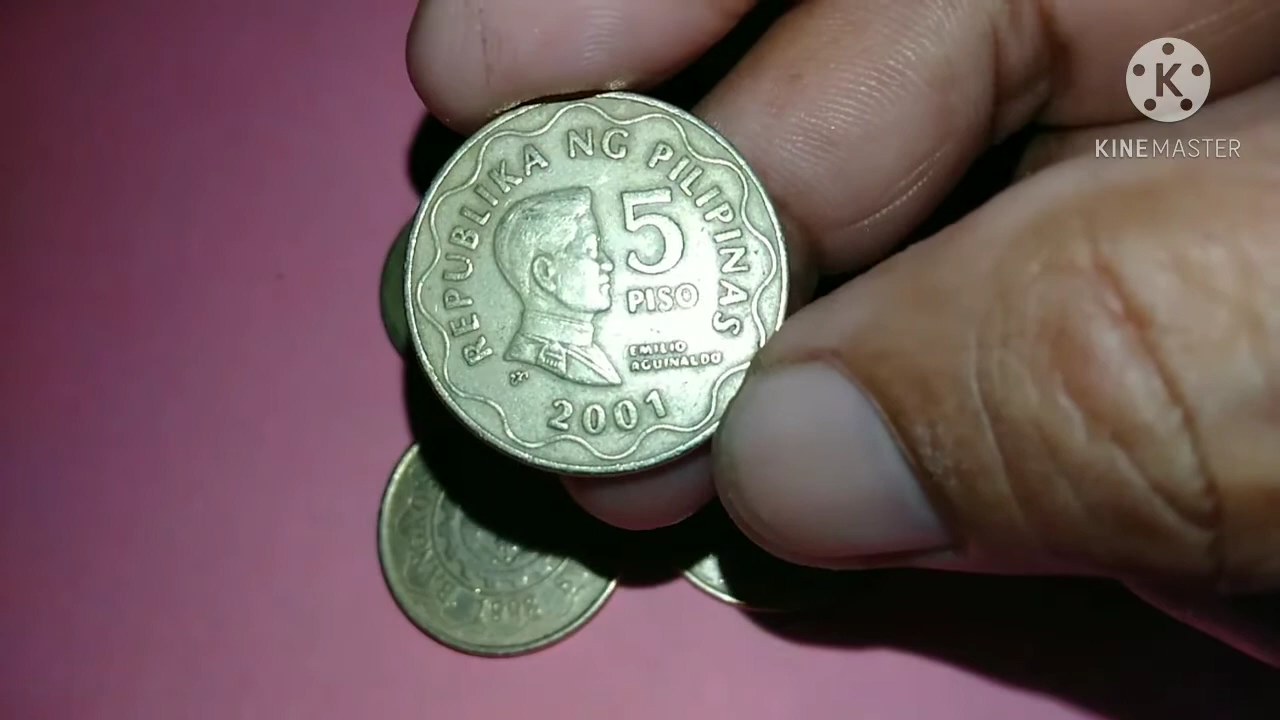 REPUBLIKA NG PILIPINAS
5
PISO
EMILIO
AGUINALDO
2001
K
KINEMASTER